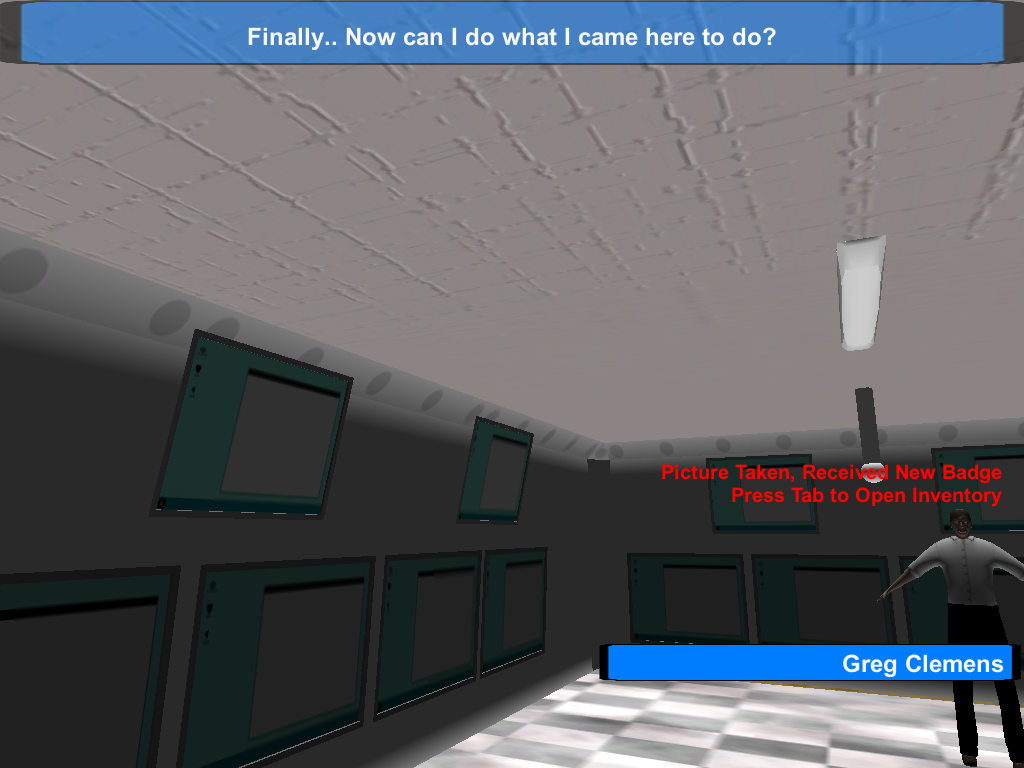 Finally.. Now can I do what I came here to do?
Picture Taken, Received New Badge
Press Tab to Open Inventory
Greg Clemens